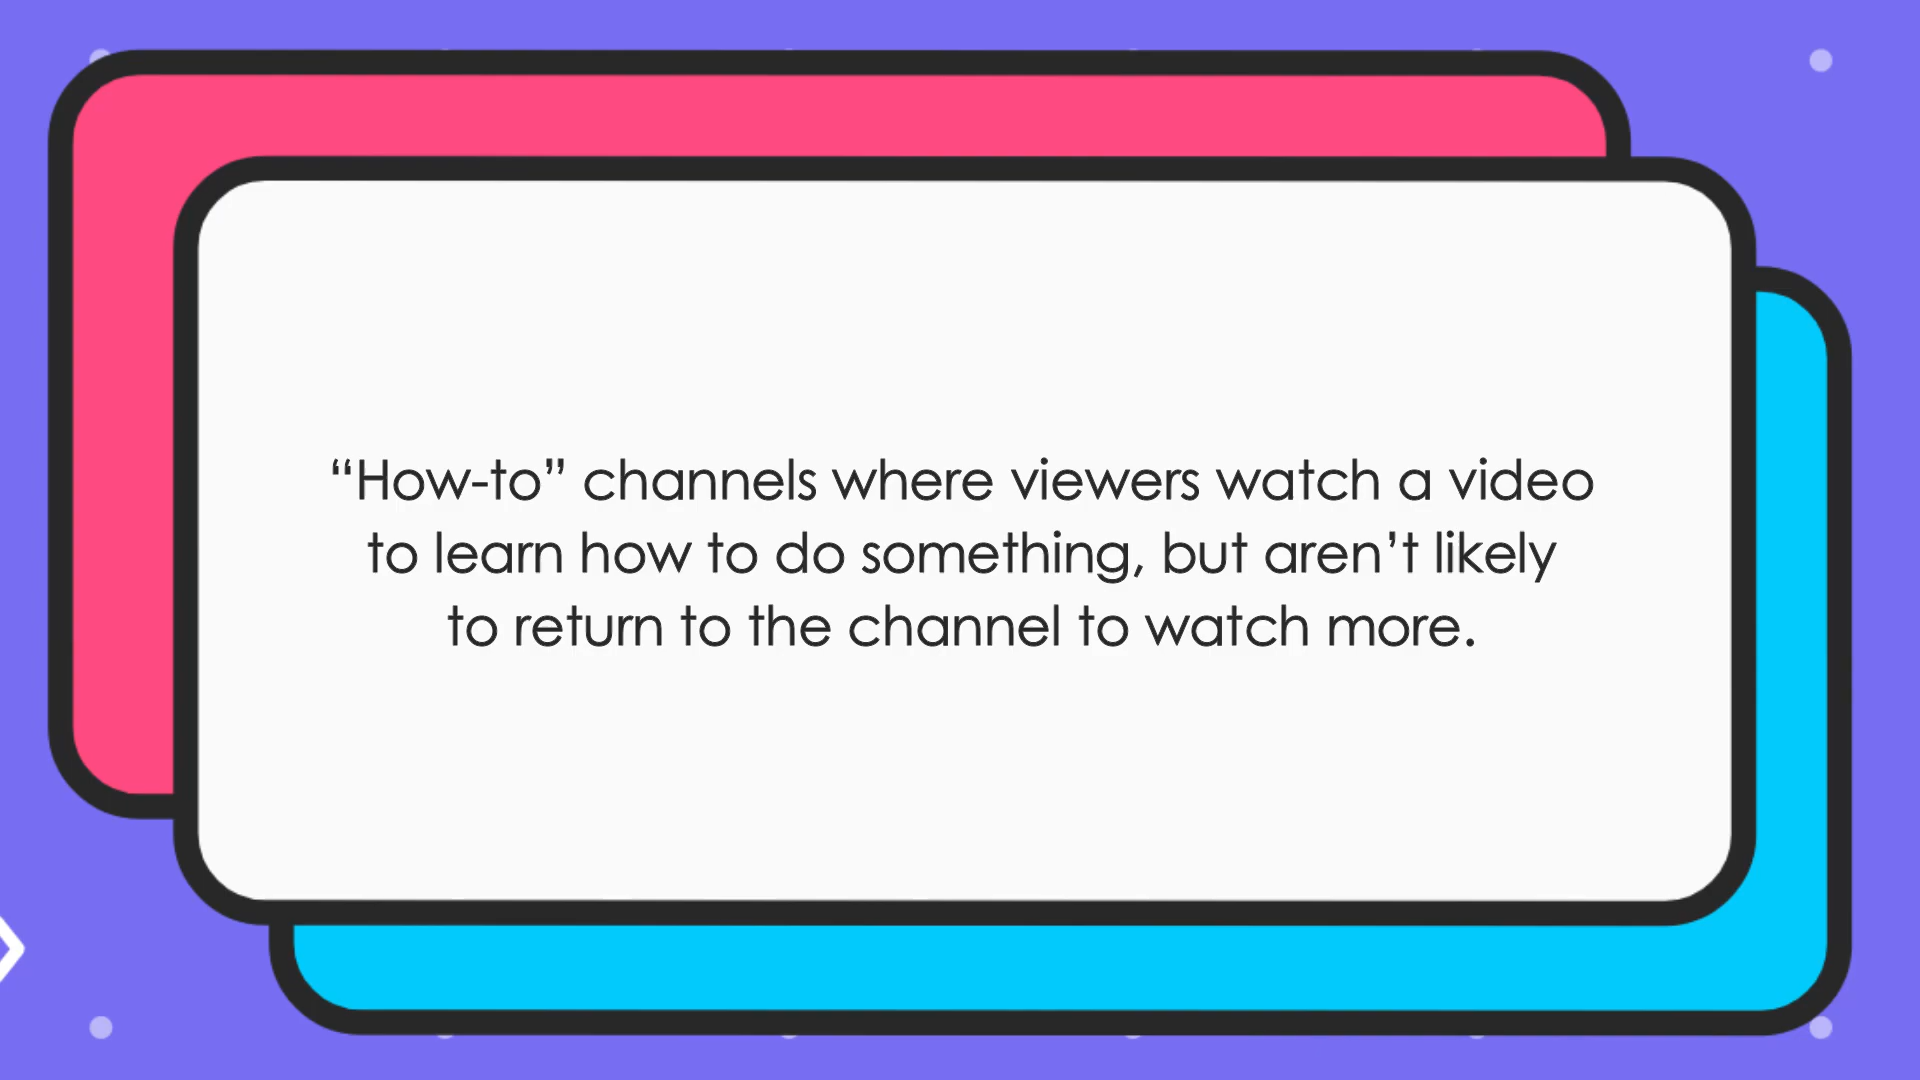 “How-to” channels where viewers watch a video
to learn how to do something, but aren’t likely
to return to the channel to watch more.